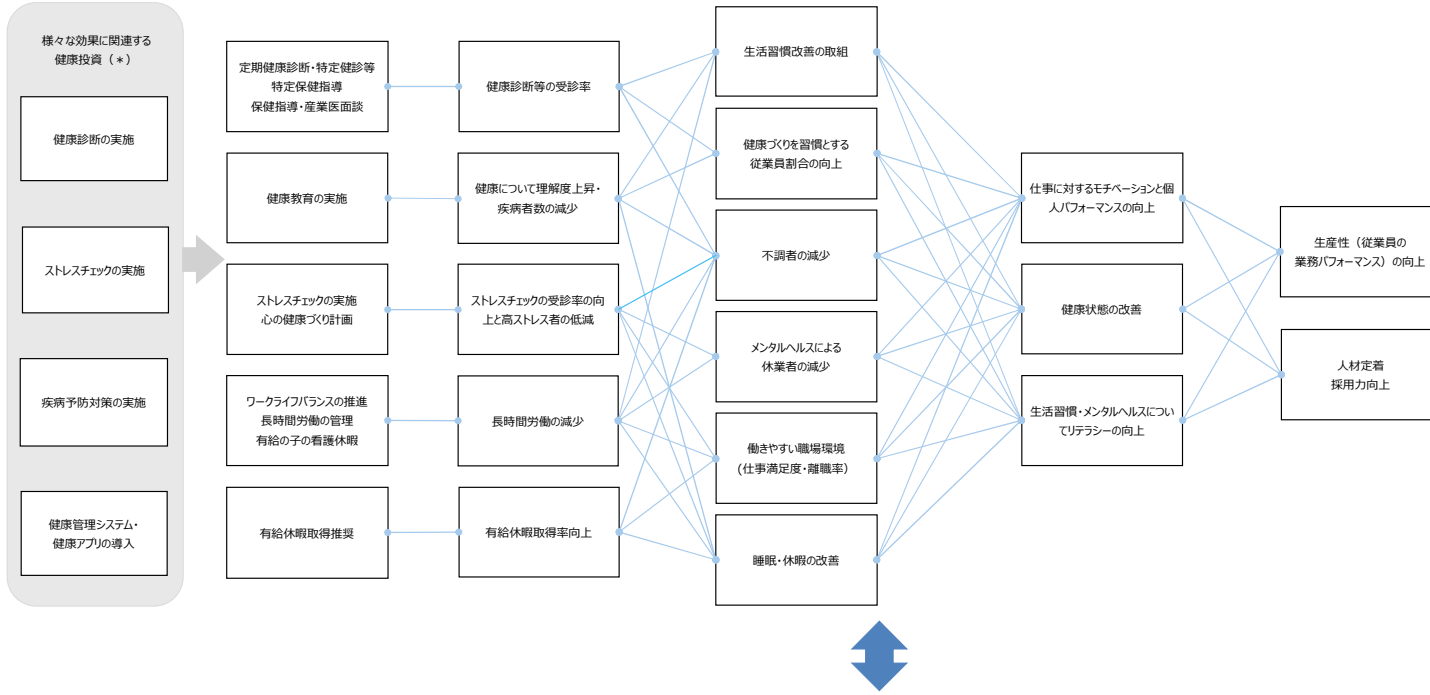 様々な効果に関連する
健康投資（＊）
健康診断の実施
ストレスチェックの実施
疾病予防対策の実施
健康管理システム・
健康アプリの導入
定期健康診断・特定健診等
特定保健指導
保健指導・産業医面談
健康教育の実施
ストレスチェックの実施
心の健康づくり計画
ワークライフバランスの推進
長時間労働の管理
有給の子の看護休暇
有給休暇取得推奨
健康診断等の受診率
健康について理解度上昇・
疾病者数の減少
ストレスチェックの受診率の向
上と高ストレス者の低減
長時間労働の減少
有給休暇取得率向上
生活習慣改善の取組
健康づくりを習慣とする
従業員割合の向上
不調者の減少
メンタルヘルスによる
休業者の減少
働きやすい職場環境
(仕事満足度・離職率）
睡眠・休暇の改善
仕事に対するモチベーションと個
人パフォーマンスの向上
健康状態の改善
生活習慣・メンタルヘルスについ
てリテラシーの向上
生産性（従業員の
業務パフォーマンス）の向上
人材定着
採用力向上